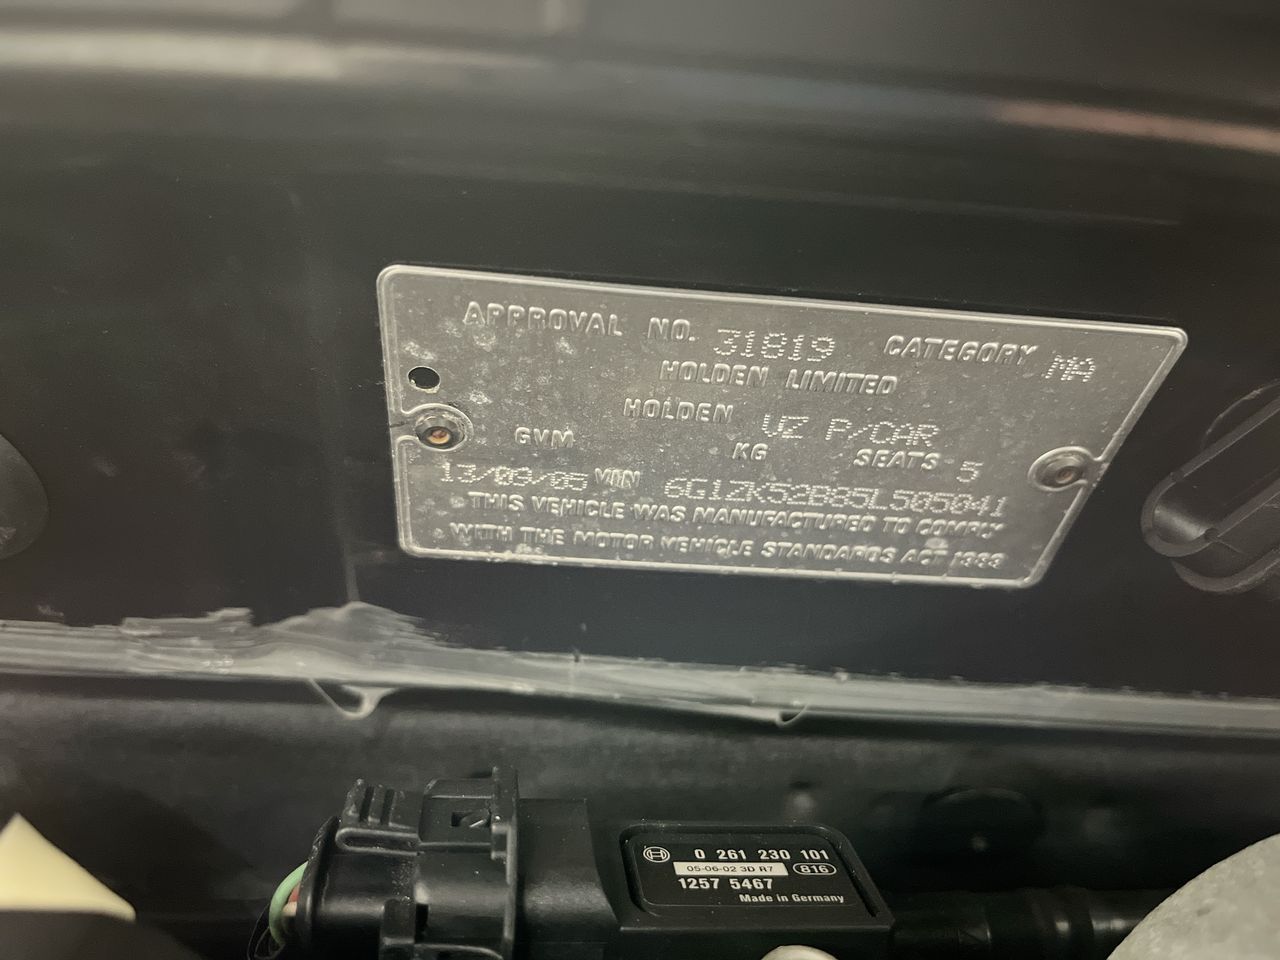 APPROVAL NO. 31819 CATEGORY MA
HOLDEN LIMITED
HOLDEN VZ P/CAR
GVM KG SEATS 5
13/09/05 VIN 6G1ZK52B85L505041
THIS VEHICLE WAS MANUFACTURED TO COMPLY
WITH THE MOTOR VEHICLE STANDARDS ACT 1989
0 261 230 101
05-06-02 3D R7 816
1257 5467
Made in Germany